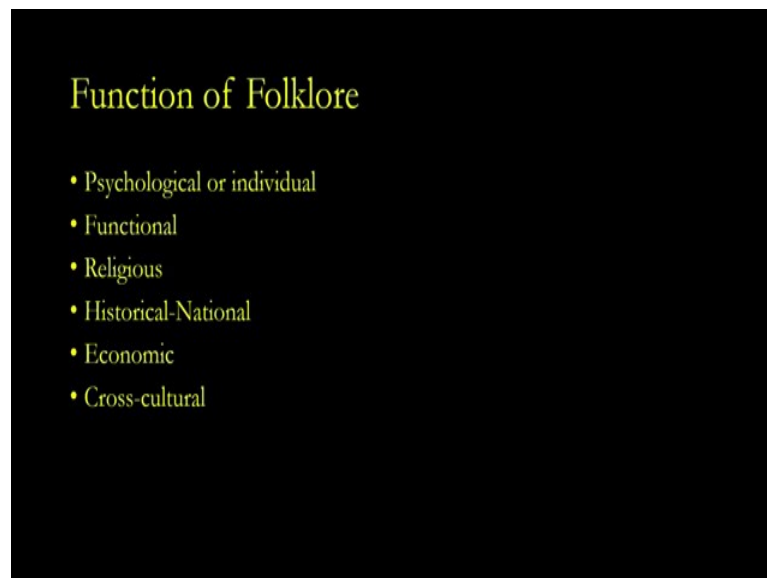 Function of Folklore
• Psychological or individual
• Functional
• Religious
• Historical-National
• Economic
• Cross-cultural